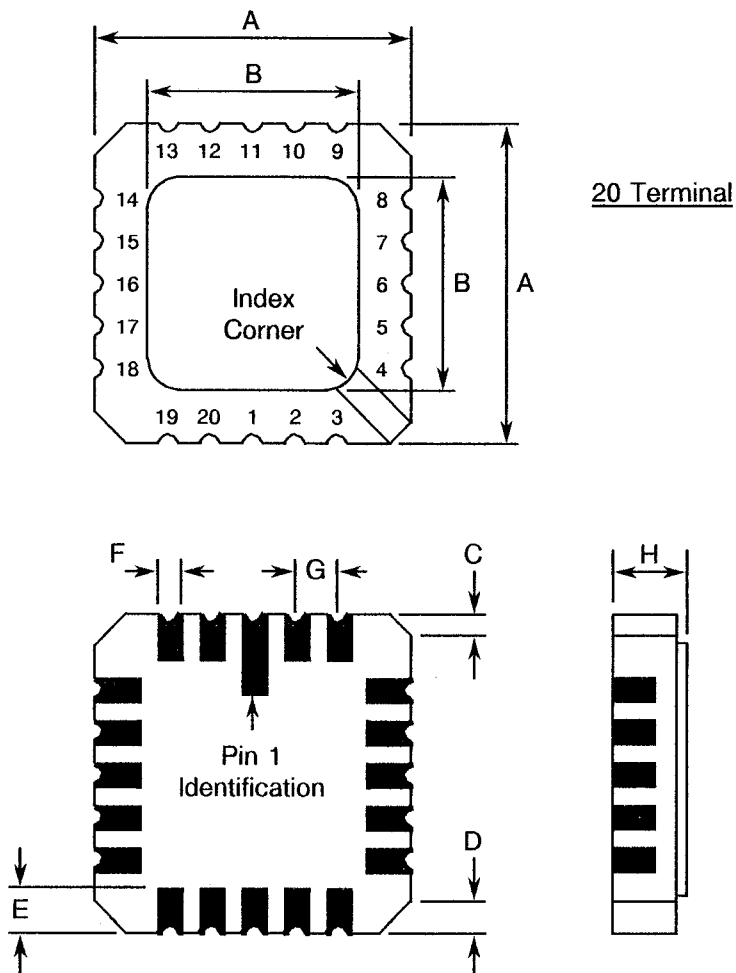 A
B
13 12 11 10 9
14 8
15 7
16 6
17 5
18 4
19 20 1 2 3
Index
Corner
B
A
20 Terminal
F
G
C
H
Pin 1
Identification
D
E